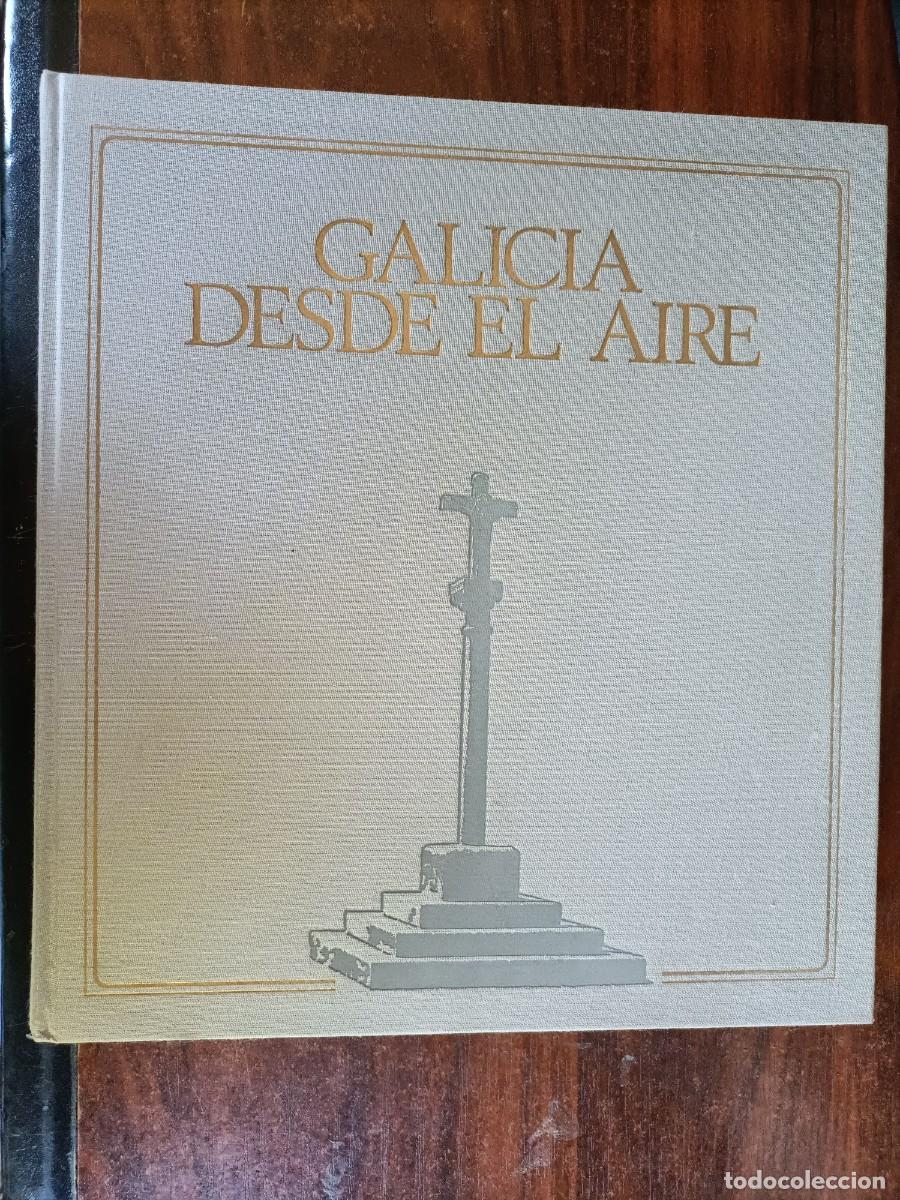 GALICIA
DESDE EL AIRE
todocoleccion